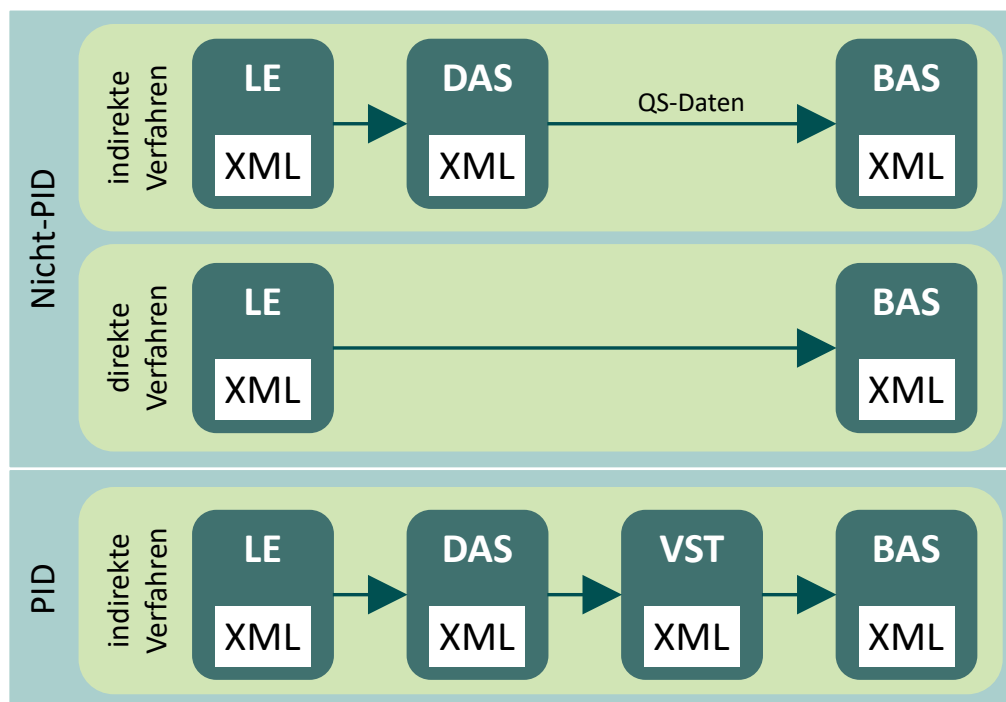 Nicht-PID
indirekte
Verfahren
LE
XML
DAS
XML
QS-Daten
BAS
XML
direkte
Verfahren
LE
XML
BAS
XML
PID
indirekte
Verfahren
LE
XML
DAS
XML
VST
XML
BAS
XML